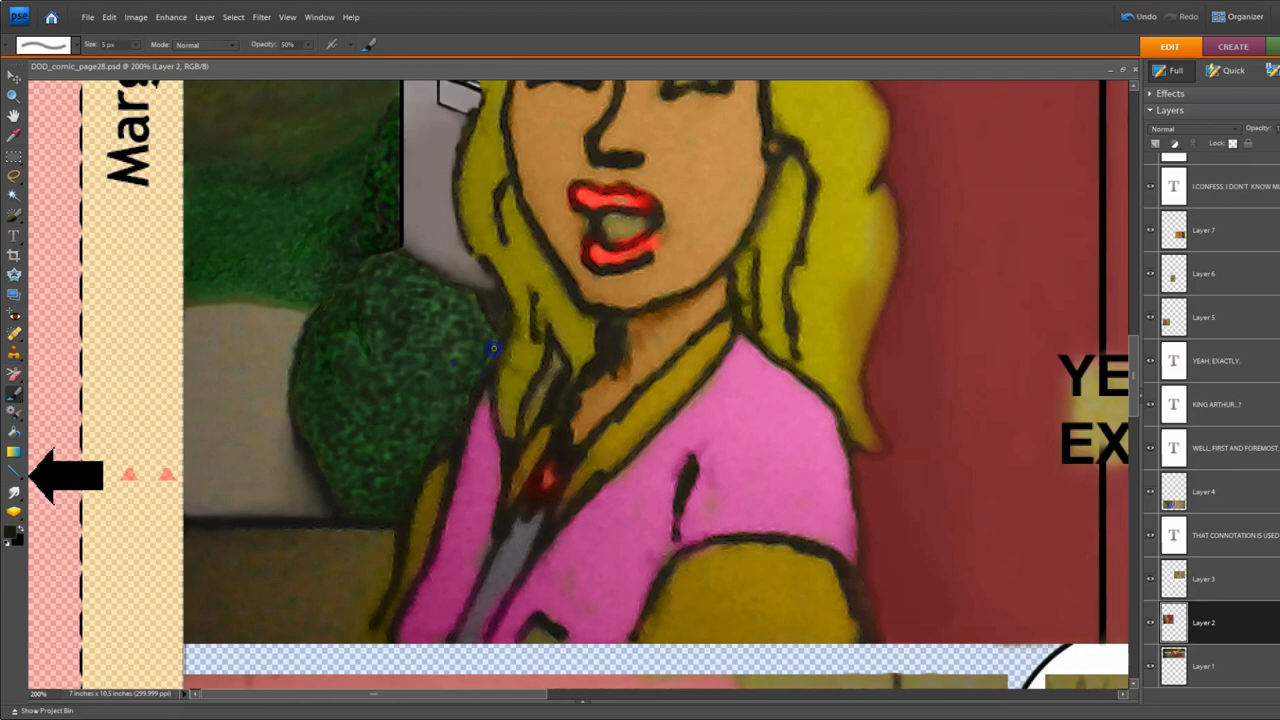 pse File Edit Image Enhance Layer Select Filter View Window Help Undo Redo Organizer
Size: 5 px Mode: Normal Opacity: 50% EDIT CREATE
DDD_comic_page28.psd @ 200% (Layer 2, RGB/8)
Full Quick
Effects
Layers
Normal Opacity:
Lock:
I CONFESS, I DON'T KNOW MU
Layer 7
Layer 6
Layer 5
YEAH, EXACTLY.
KING ARTHUR...?
WELL, FIRST AND FOREMOST,
Layer 4
THAT CONNOTATION IS USED
Layer 3
Layer 2
Layer 1
Marg
YE
EX
200% 7 inches x 10.5 inches (299.999 ppi)
Show Project Bin